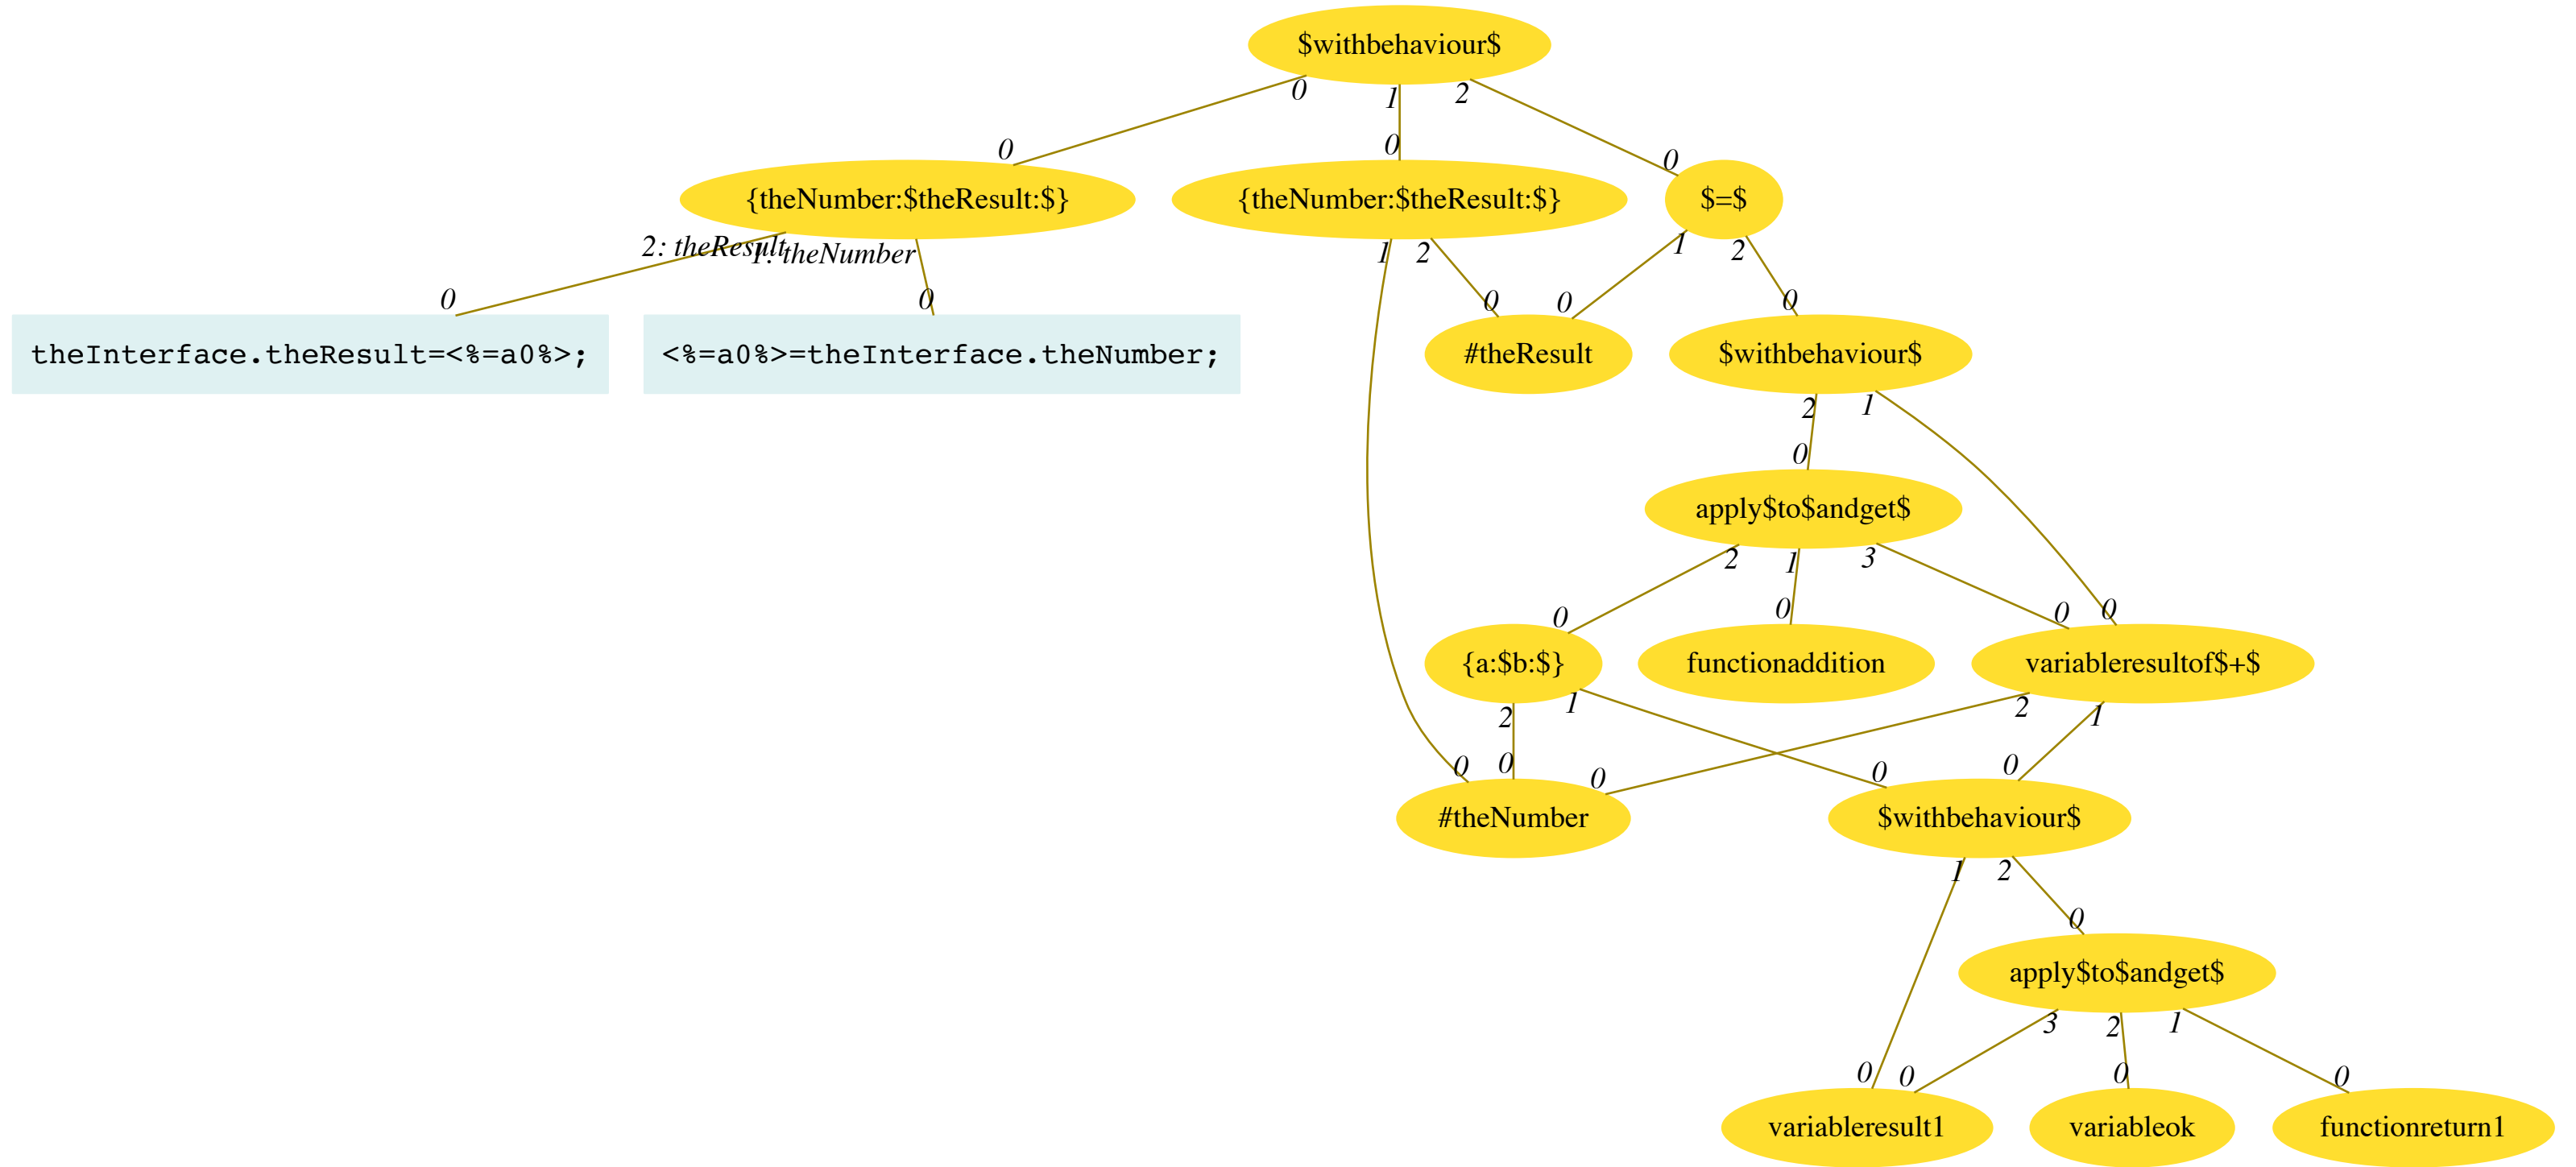 $withbehaviour$
0
1
2
0
0
0
{theNumber:$theResult:$}
{theNumber:$theResult:$}
$=$
2: theResult
1: theNumber
1
2
1
2
0
0
0
0
0
theInterface.theResult=<%=a0%>;
<%=a0%>=theInterface.theNumber;
#theResult
$withbehaviour$
2
1
0
apply$to$andget$
2
1
3
0
0
0
0
{a:$b:$}
functionaddition
variableresultof$+$
2
1
2
1
0
0
0
0
0
#theNumber
$withbehaviour$
1
2
0
apply$to$andget$
3
2
1
0
0
0
0
variableresult1
variableok
functionreturn1